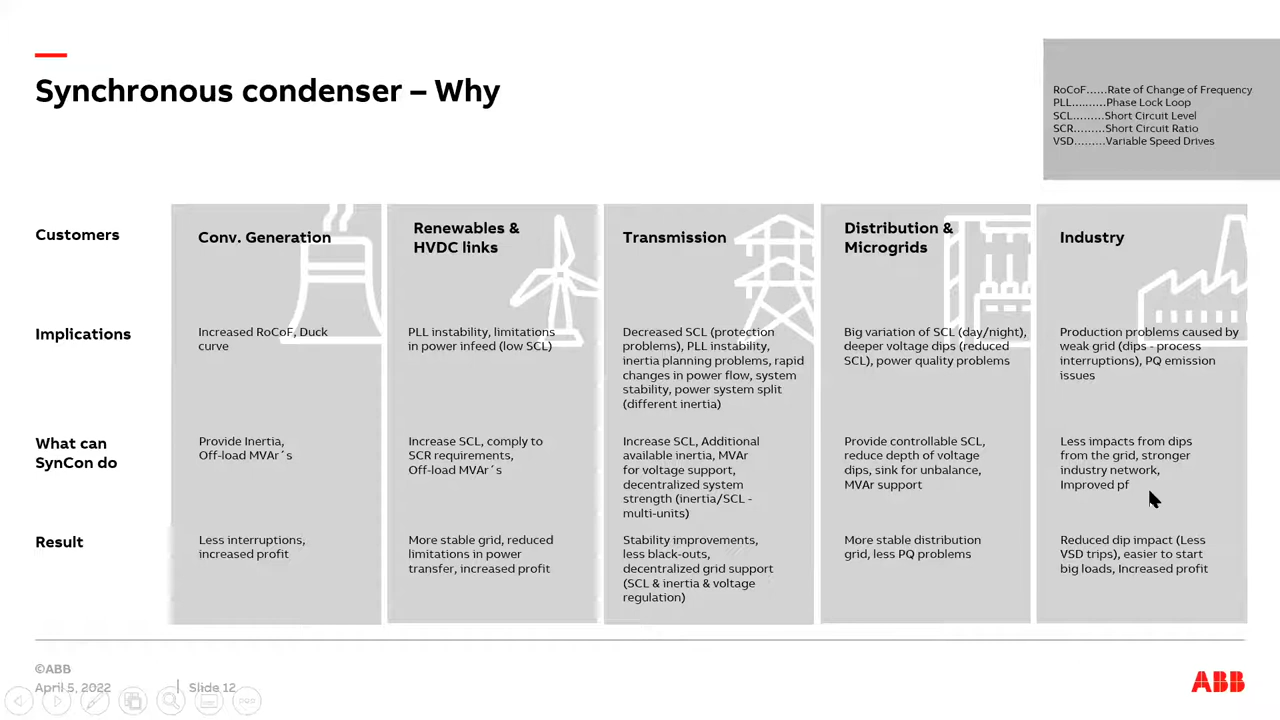 Synchronous condenser – Why
RoCoF......Rate of Change of Frequency
PLL..........Phase Lock Loop
SCL.........Short Circuit Level
SCR.........Short Circuit Ratio
VSD.........Variable Speed Drives
Customers
Conv. Generation
Renewables &
HVDC links
Transmission
Distribution &
Microgrids
Industry
Implications
Increased RoCoF, Duck
curve
PLL instability, limitations
in power infeed (low SCL)
Decreased SCL (protection
problems), PLL instability,
inertia planning problems, rapid
changes in power flow, system
stability, power system split
(different inertia)
Big variation of SCL (day/night),
deeper voltage dips (reduced
SCL), power quality problems
Production problems caused by
weak grid (dips - process
interruptions), PQ emission
issues
What can
SynCon do
Provide Inertia,
Off-load MVAr´s
Increase SCL, comply to
SCR requirements,
Off-load MVAr´s
Increase SCL, Additional
available inertia, MVAr
for voltage support,
decentralized system
strength (inertia/SCL -
multi-units)
Provide controllable SCL,
reduce depth of voltage
dips, sink for unbalance,
MVAr support
Less impacts from dips
from the grid, stronger
industry network,
Improved pf
Result
Less interruptions,
increased profit
More stable grid, reduced
limitations in power
transfer, increased profit
Stability improvements,
less black-outs,
decentralized grid support
(SCL & inertia & voltage
regulation)
More stable distribution
grid, less PQ problems
Reduced dip impact (Less
VSD trips), easier to start
big loads, Increased profit
©ABB
April 5, 2022
Slide 12
ABB